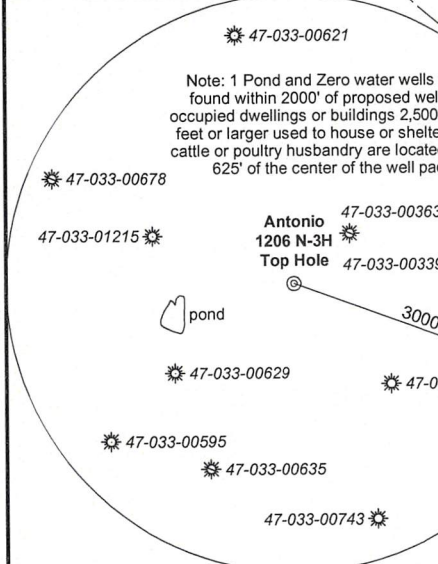 47-033-00621
Note: 1 Pond and Zero water wells
found within 2000' of proposed wel
occupied dwellings or buildings 2,500
feet or larger used to house or shelte
cattle or poultry husbandry are locate
625' of the center of the well pa
47-033-00678
47-033-00363
47-033-01215
Antonio
1206 N-3H
Top Hole
47-033-00339
pond
3000
47-033-00629
47-0
47-033-00595
47-033-00635
47-033-00743